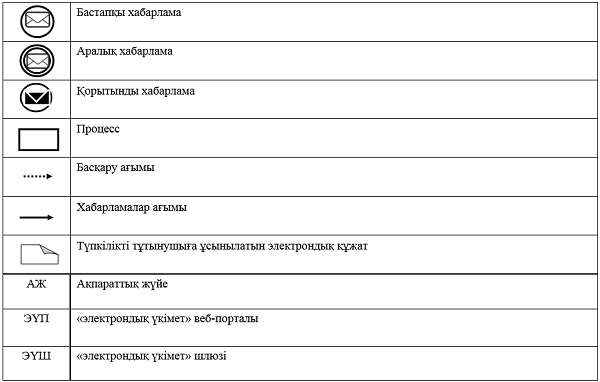 Бастапқы хабарлама
Аралық хабарлама
Қорытынды хабарлама
Процесс
Басқару ағымы
Хабарламалар ағымы
Түпкілікті тұтынушыға ұсынылатын электрондық құжат
АЖ Ақпараттық жүйе
ЭҮП «электрондық үкімет» веб-порталы
ЭҮШ «электрондық үкімет» шлюзі